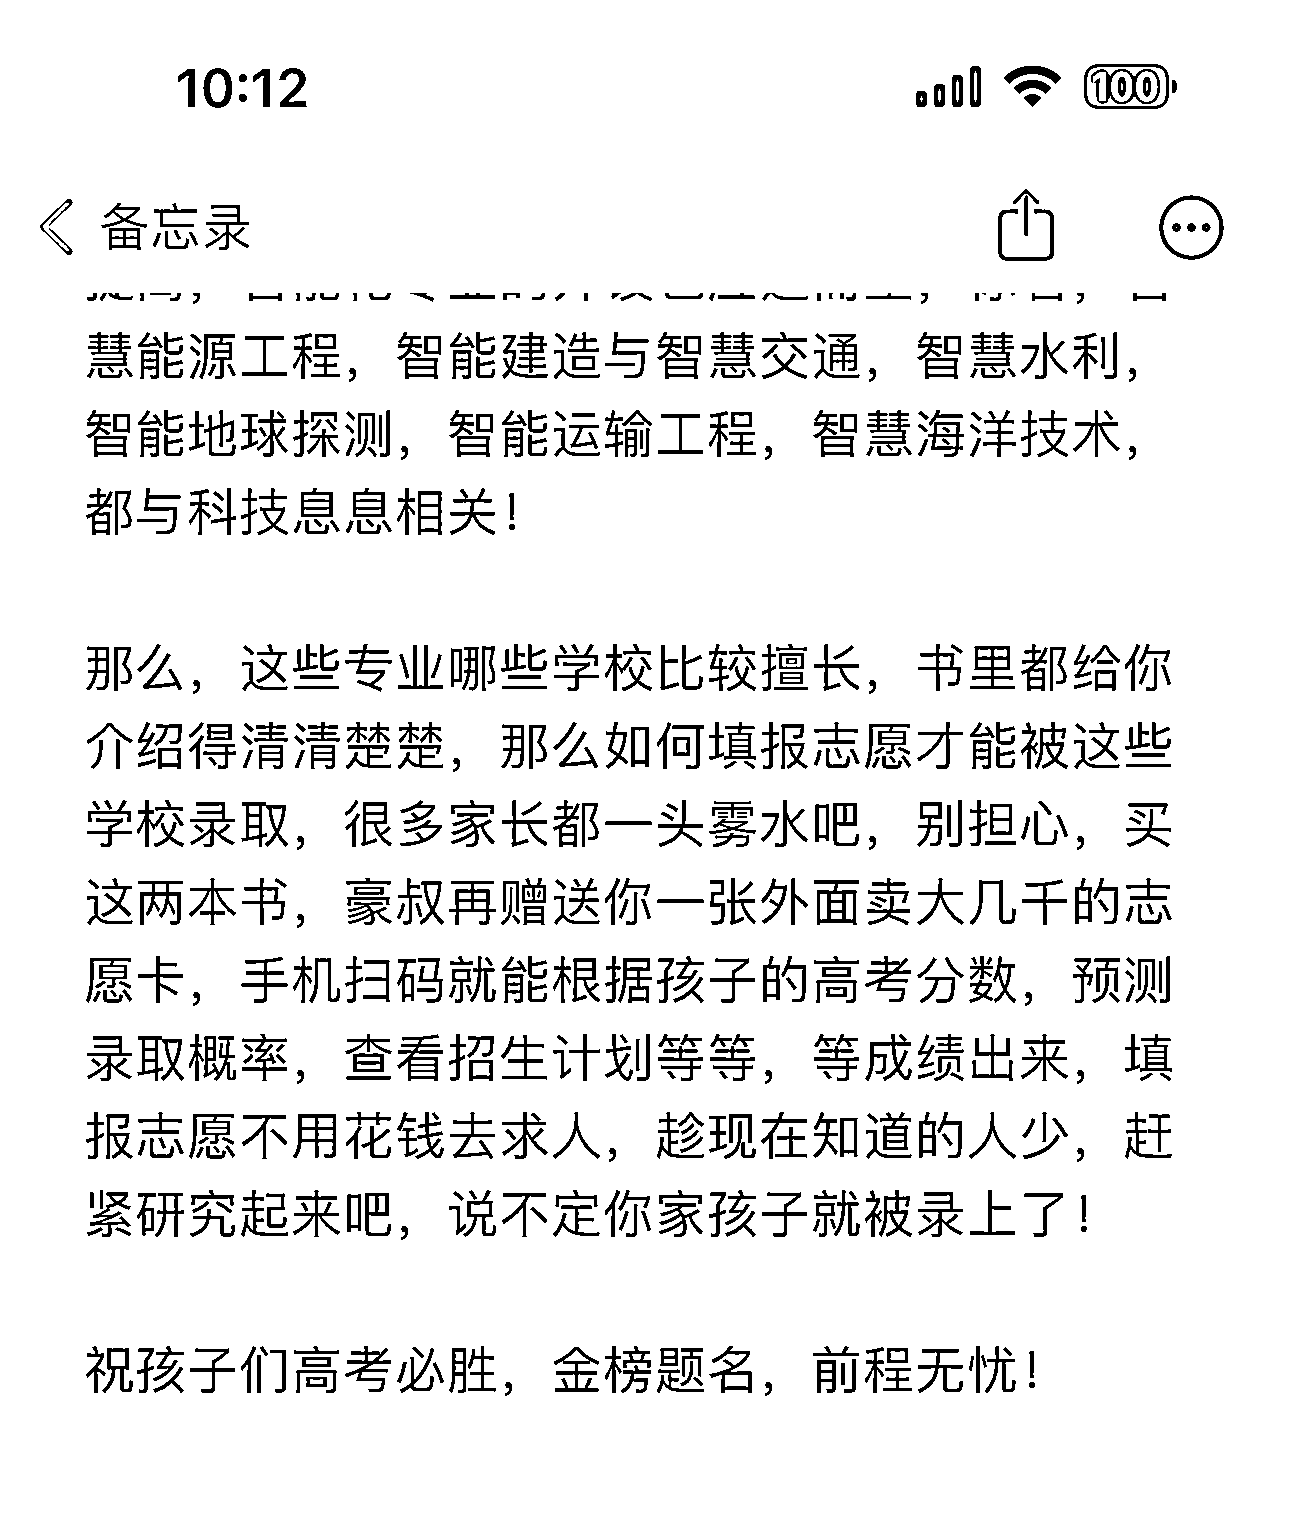 10:12
100
备忘录
慧能源工程，智能建造与智慧交通，智慧水利，
智能地球探测，智能运输工程，智慧海洋技术，
都与科技息息相关！
那么，这些专业哪些学校比较擅长，书里都给你
介绍得清清楚楚，那么如何填报志愿才能被这些
学校录取，很多家长都一头雾水吧，别担心，买
这两本书，豪叔再赠送你一张外面卖大几千的志
愿卡，手机扫码就能根据孩子的高考分数，预测
录取概率，查看招生计划等等，等成绩出来，填
报志愿不用花钱去求人，趁现在知道的人少，赶
紧研究起来吧，说不定你家孩子就被录上了！
祝孩子们高考必胜，金榜题名，前程无忧！